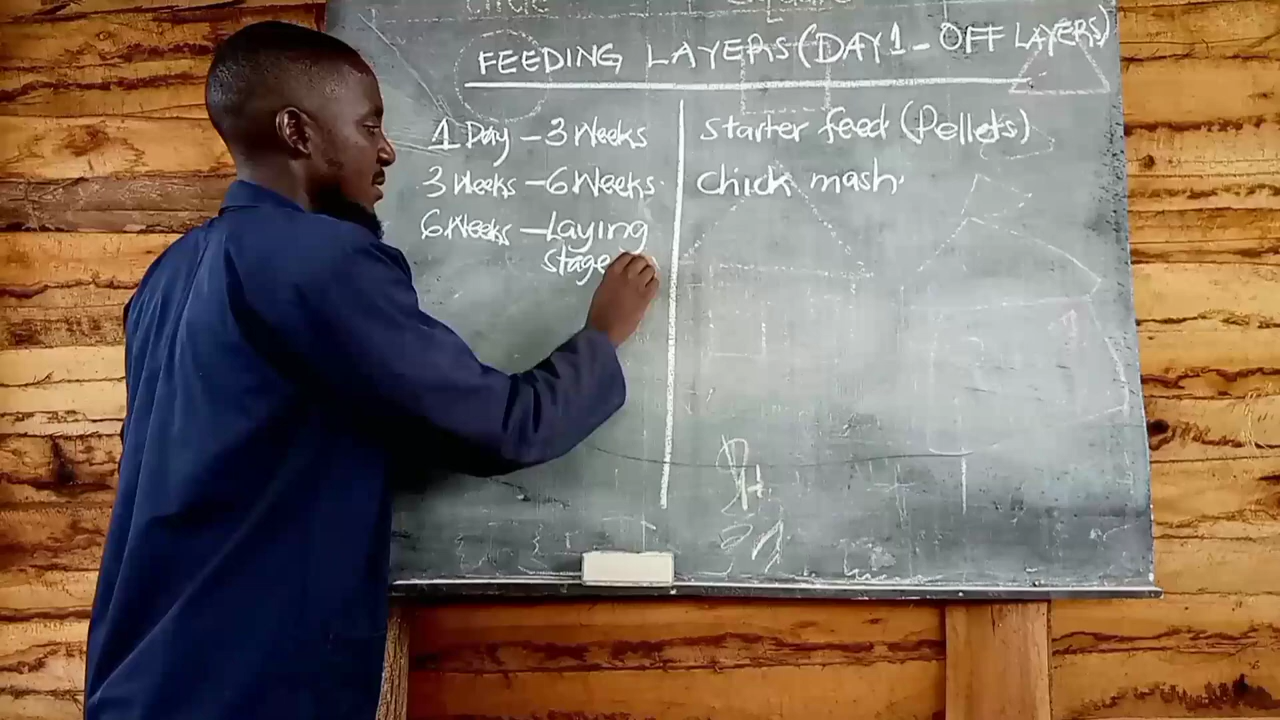 circle
FEEDING LAYERS (DAY 1 - OFF LAYERS)
1 Day - 3 Weeks
starter feed (Pellets)
3 Weeks - 6 Weeks.
chick mash.
6 Weeks - Laying
stage